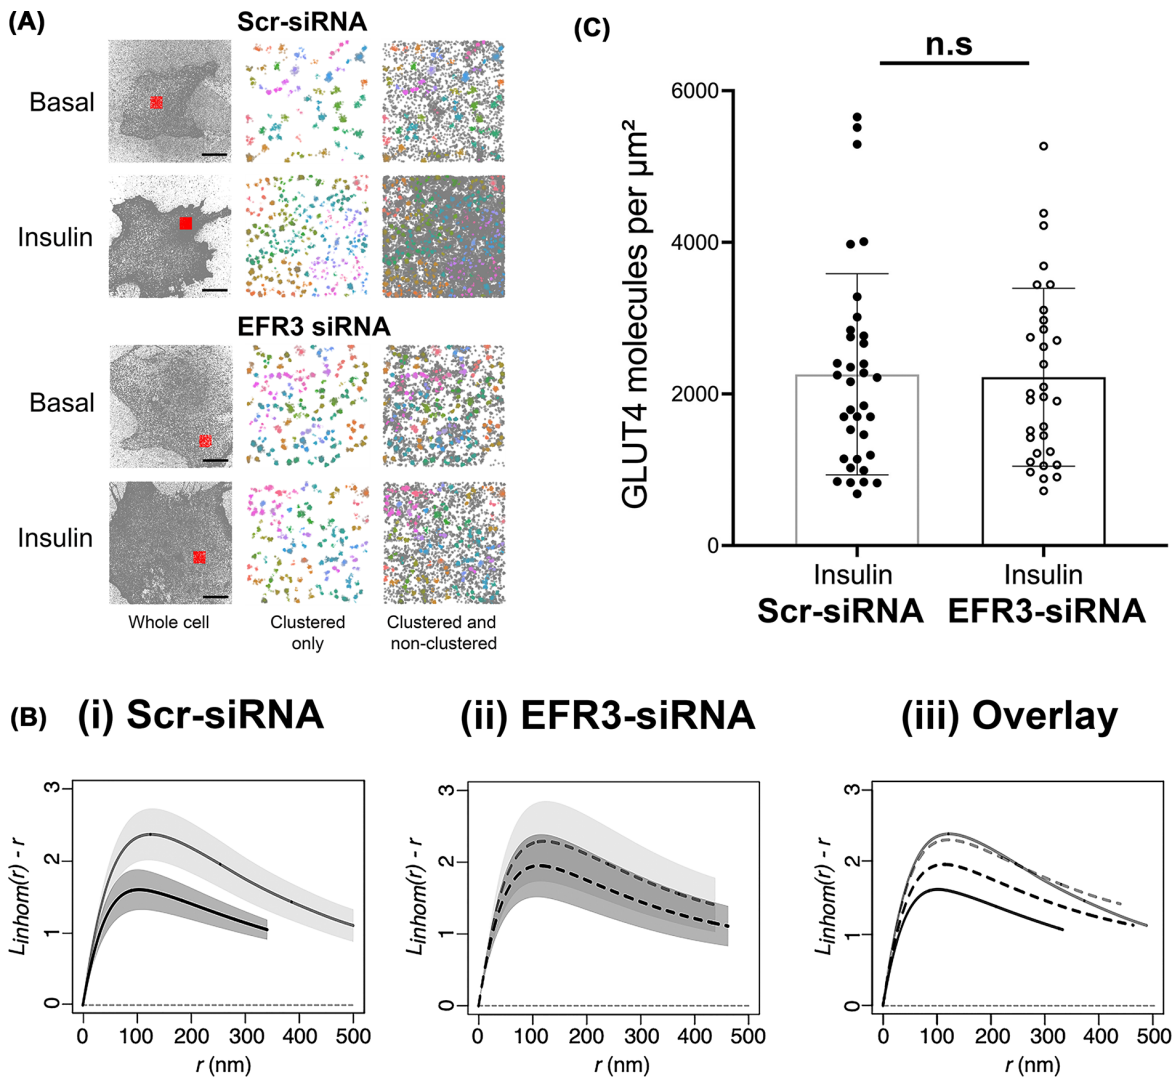 (A)
Scr-siRNA
Basal
Insulin
EFR3 siRNA
Basal
Insulin
Whole cell
Clustered
only
Clustered and
non-clustered
(C)
n.s
GLUT4 molecules per µm²
6000
4000
2000
0
Insulin
Insulin
Scr-siRNA
EFR3-siRNA
(B)
(i) Scr-siRNA
Linhom(r) - r
3
2
1
0
0 100 200 300 400 500
r (nm)
(ii) EFR3-siRNA
Linhom(r) - r
3
2
1
0
0 100 200 300 400 500
r (nm)
(iii) Overlay
Linhom(r) - r
3
2
1
0
0 100 200 300 400 500
r (nm)